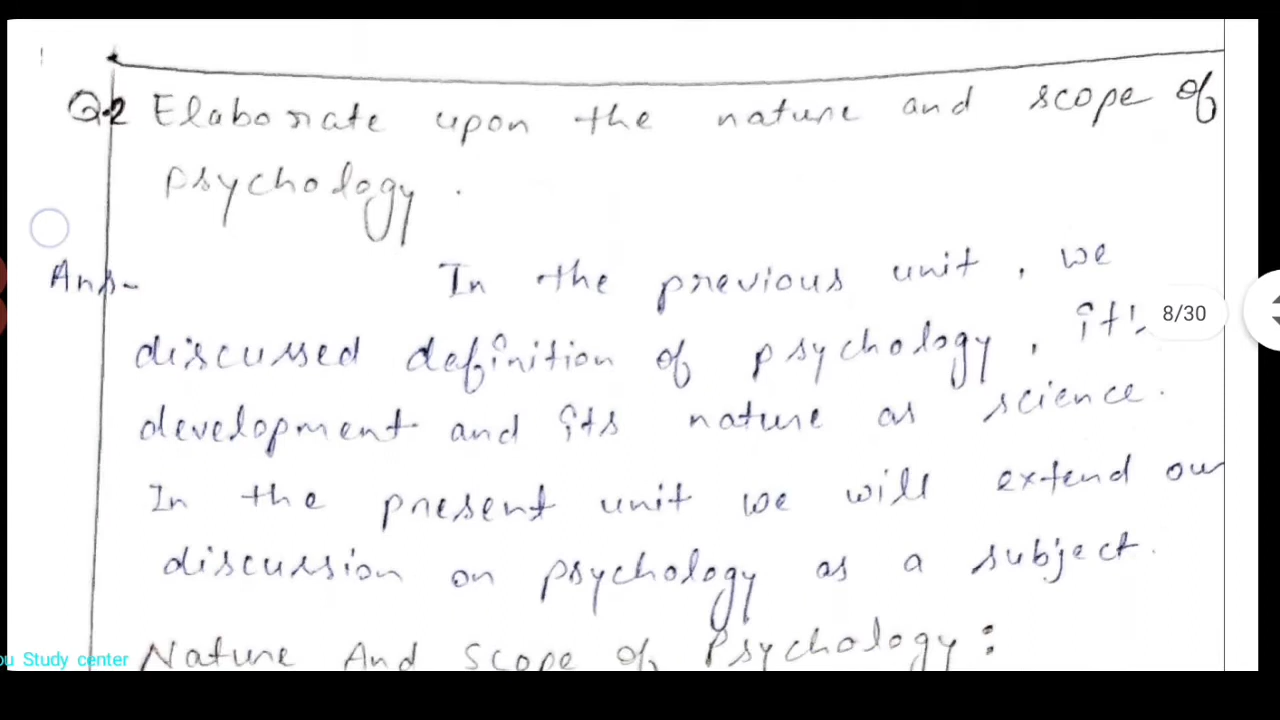 Q.2 Elaborate upon the nature and scope of
psychology.
Ans- In the previous unit, we
discussed definition of psychology, it's
8/30
development and its nature as science.
In the present unit we will extend our
discussion on psychology as a subject.
Nature And scope of Psychology:
ou Study center